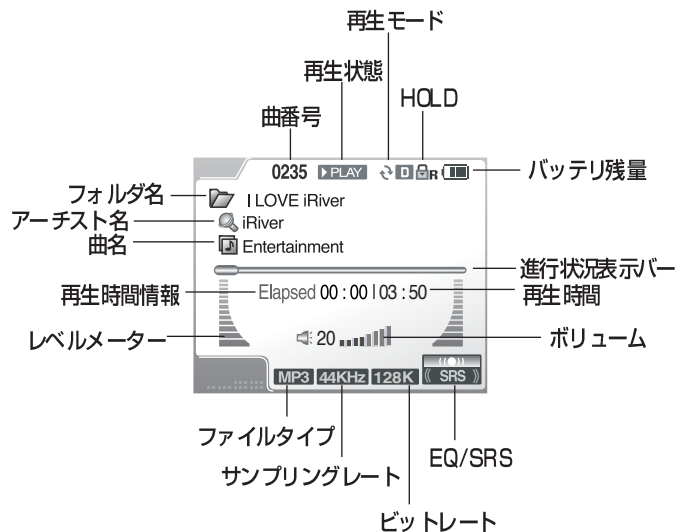 再生モード
再生状態
HOLD
曲番号
0235 PLAY D R
バッテリ残量
フォルダ名
I LOVE iRiver
アーチスト名
iRiver
曲名
Entertainment
進行状況表示バー
再生時間情報
Elapsed 00 : 00 | 03 : 50
再生時間
レベルメーター
20
ボリューム
MP3 44KHz 128K SRS
ファイルタイプ
EQ/SRS
サンプリングレート
ビットレート